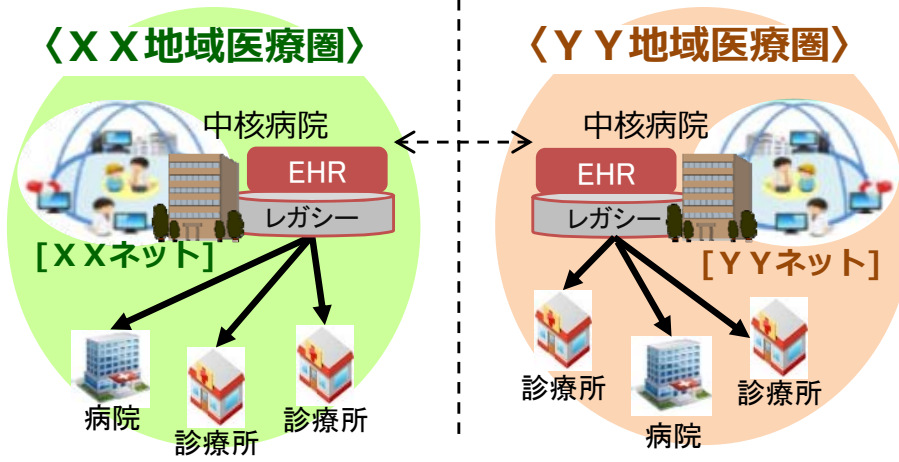 〈ＸＸ地域医療圏〉
中核病院
EHR
レガシー
[ＸＸネット]
病院
診療所
診療所
〈ＹＹ地域医療圏〉
中核病院
EHR
レガシー
[ＹＹネット]
診療所
病院
診療所